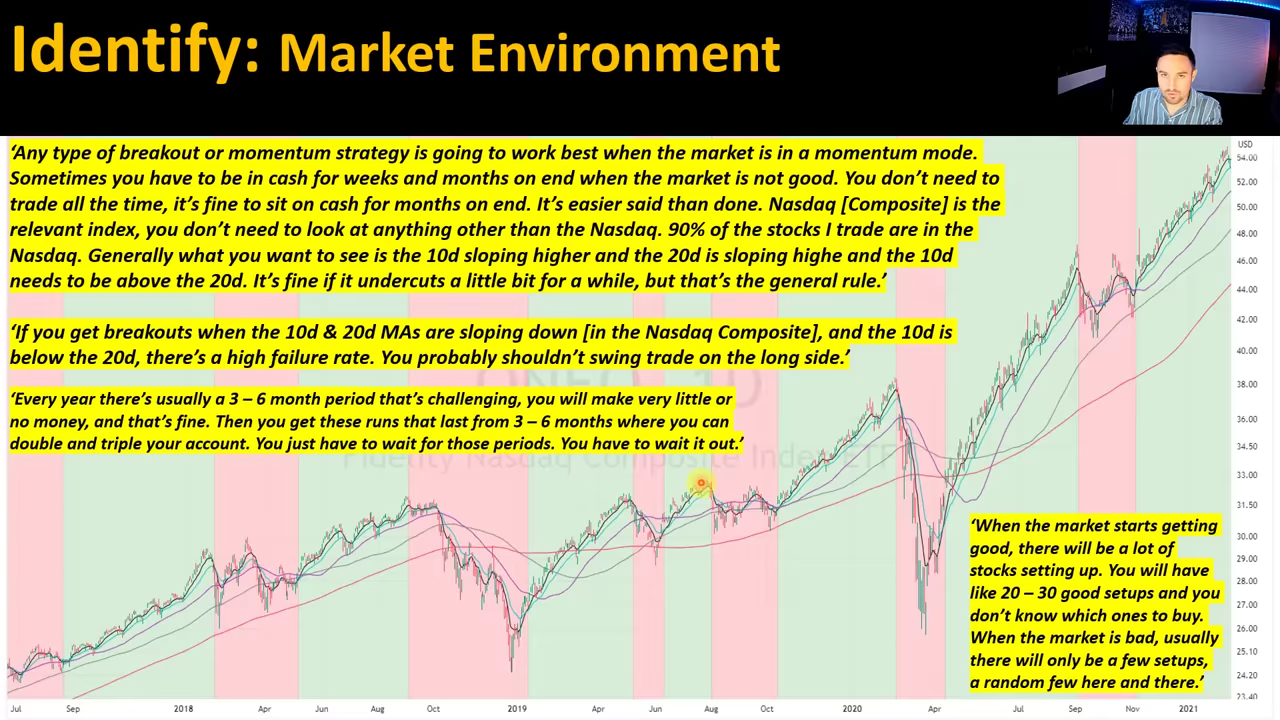 Identify: Market Environment
‘Any type of breakout or momentum strategy is going to work best when the market is in a momentum mode.
Sometimes you have to be in cash for weeks and months on end when the market is not good. You don’t need to
trade all the time, it’s fine to sit on cash for months on end. It’s easier said than done. Nasdaq [Composite] is the
relevant index, you don’t need to look at anything other than the Nasdaq. 90% of the stocks I trade are in the
Nasdaq. Generally what you want to see is the 10d sloping higher and the 20d is sloping highe and the 10d
needs to be above the 20d. It’s fine if it undercuts a little bit for a while, but that’s the general rule.’
‘If you get breakouts when the 10d & 20d MAs are sloping down [in the Nasdaq Composite], and the 10d is
below the 20d, there’s a high failure rate. You probably shouldn’t swing trade on the long side.’
‘Every year there’s usually a 3 – 6 month period that’s challenging, you will make very little or
no money, and that’s fine. Then you get these runs that last from 3 – 6 months where you can
double and triple your account. You just have to wait for those periods. You have to wait it out.’
ONEQ, 1D
Fidelity Nasdaq Composite Index ETF
‘When the market starts getting
good, there will be a lot of
stocks setting up. You will have
like 20 – 30 good setups and you
don’t know which ones to buy.
When the market is bad, usually
there will only be a few setups,
a random few here and there.’
USD
54.00
52.00
50.00
48.00
46.00
44.00
42.00
40.00
38.00
36.00
34.50
33.00
31.50
30.00
29.00
28.00
27.00
26.00
25.10
24.20
23.40
Jul Sep 2018 Apr Jun Aug Oct 2019 Apr Jun Aug Oct 2020 Apr Jul Sep Nov 2021